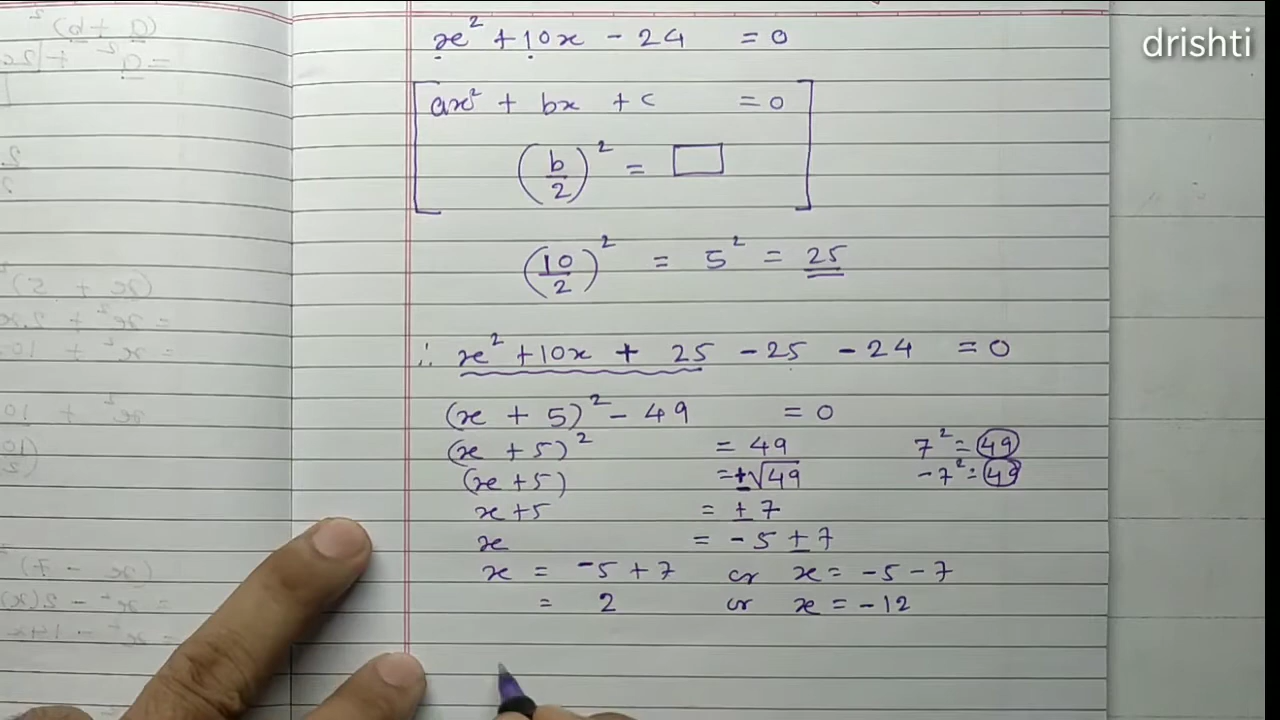 drishti
x² + 10x - 24 = 0
ax² + bx + c = 0
(b/2)² = □
(10/2)² = 5² = 25
∴ x² + 10x + 25 - 25 - 24 = 0
(x + 5)² - 49 = 0
(x + 5)² = 49 7² = 49
(x + 5) = ±√49 -7² = 49
x + 5 = ± 7
x = - 5 ± 7
x = -5 + 7 or x = -5 - 7
= 2 or x = -12